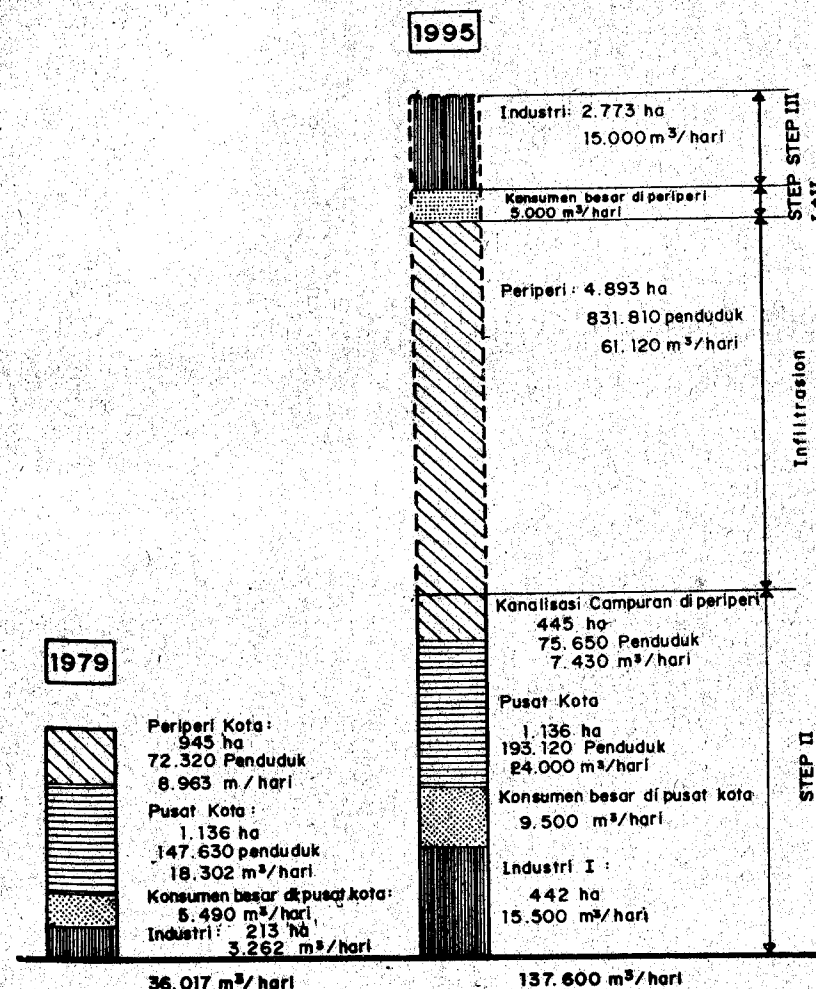 1995
Industri: 2.773 ha
15.000 m³/hari
Konsumen besar di periperi
5.000 m³/hari
Periperi: 4.893 ha
831.810 penduduk
61.120 m³/hari
Kanalisasi Campuran diperiperi
445 ha
75.650 Penduduk
7.430 m³/hari
Pusat Kota
1.136 ha
193.120 Penduduk
24.000 m³/hari
Konsumen besar di pusat kota
9.500 m³/hari
Industri I :
442 ha
15.500 m³/hari
137.600 m³/hari
STEP III
STEP
Infiltrasion
STEP II
1979
Periperi Kota:
945 ha
72.320 Penduduk
8.963 m/hari
Pusat Kota:
1.136 ha
147.630 penduduk
18.302 m³/hari
Konsumen besar di pusat kota:
5.490 m³/hari
Industri: 213 ha
3.262 m³/hari
36.017 m³/hari